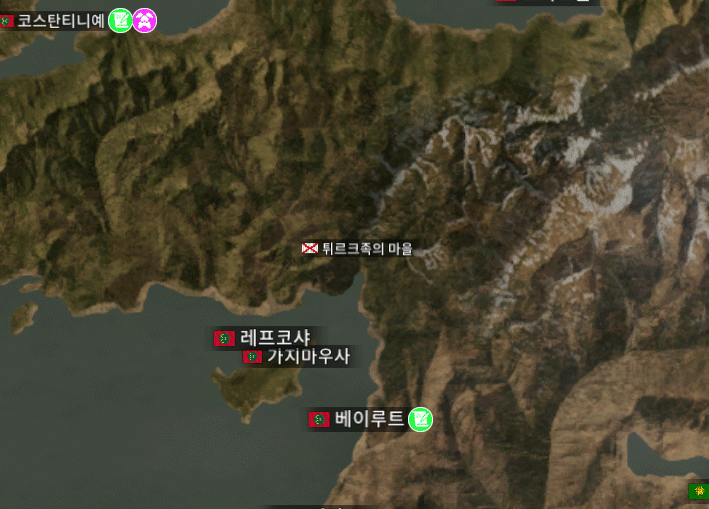 코스탄티니예
튀르크족의 마을
레프코샤
가지마우사
베이루트